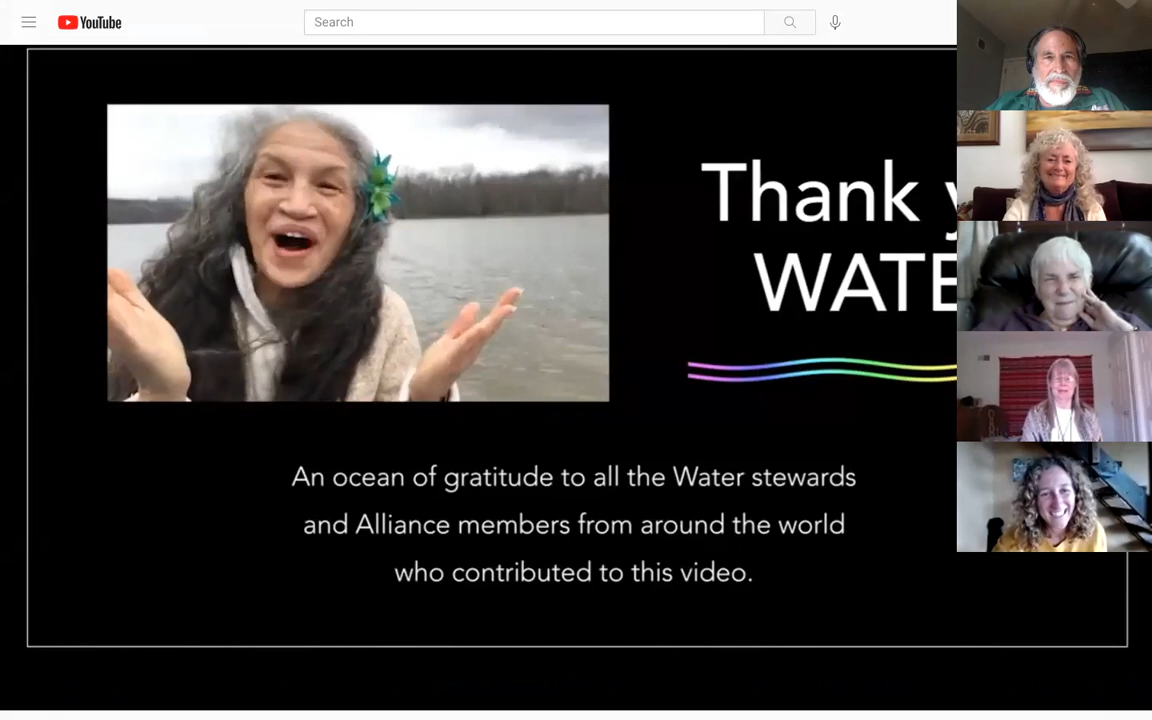 YouTube
Search
Thank
WATE
An ocean of gratitude to all the Water stewards
and Alliance members from around the world
who contributed to this video.